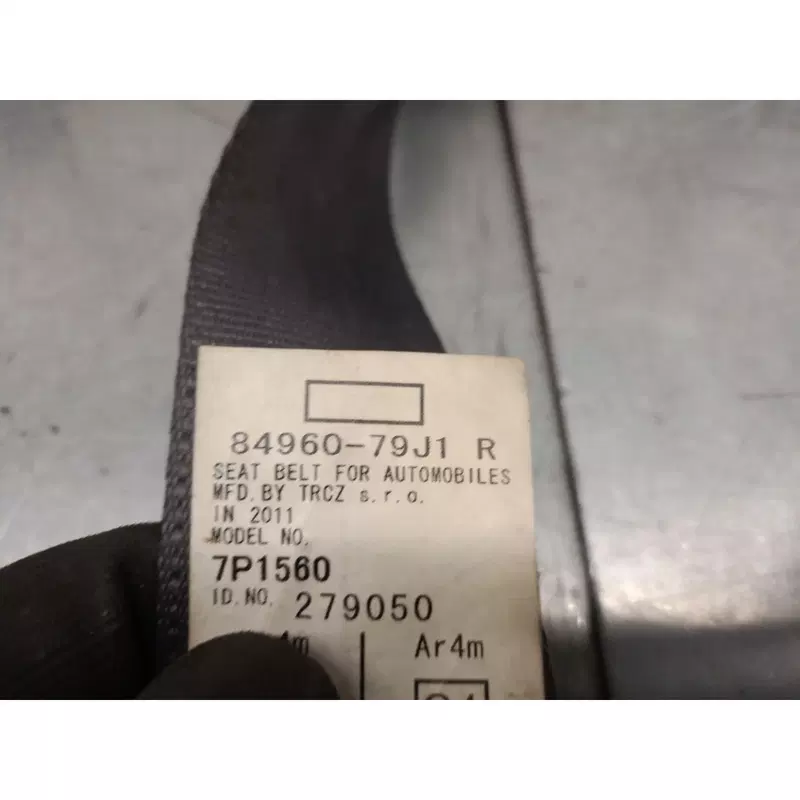 84960-79J1 R
SEAT BELT FOR AUTOMOBILES
MFD. BY TRCZ s.r.o.
IN 2011
MODEL NO.
7P1560
ID.NO. 279050
Ar4m